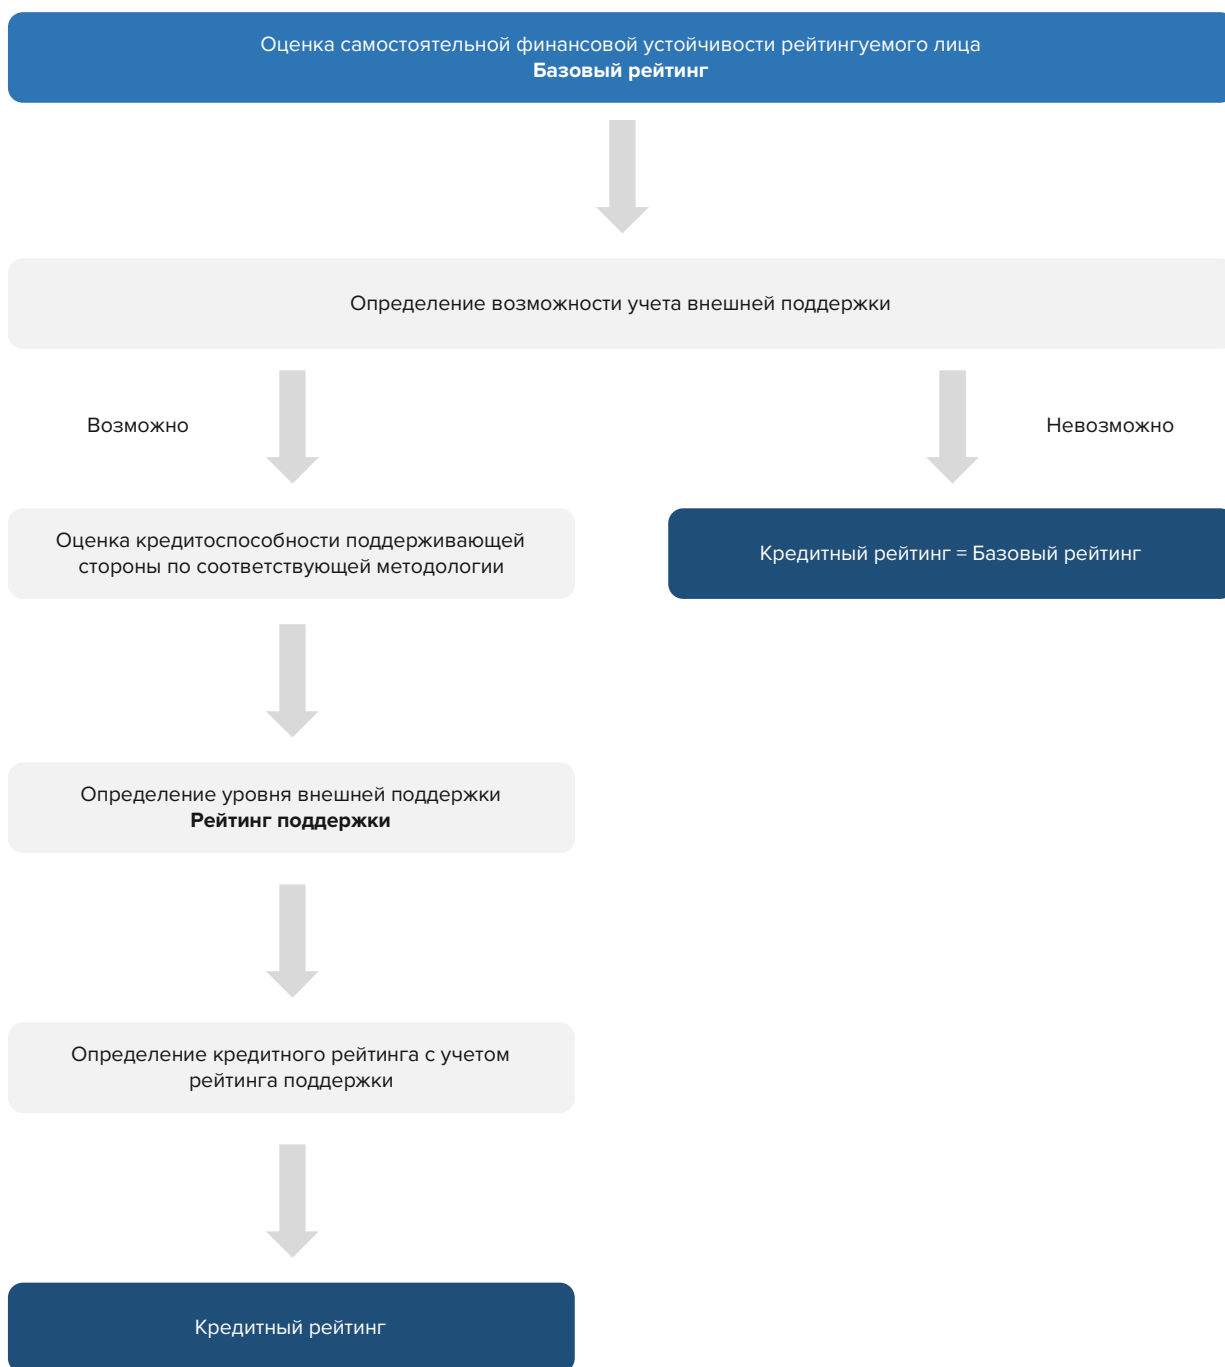 Оценка самостоятельной финансовой устойчивости рейтингуемого лица
Базовый рейтинг
Определение возможности учета внешней поддержки
Возможно
Невозможно
Оценка кредитоспособности поддерживающей
стороны по соответствующей методологии
Кредитный рейтинг = Базовый рейтинг
Определение уровня внешней поддержки
Рейтинг поддержки
Определение кредитного рейтинга с учетом
рейтинга поддержки
Кредитный рейтинг